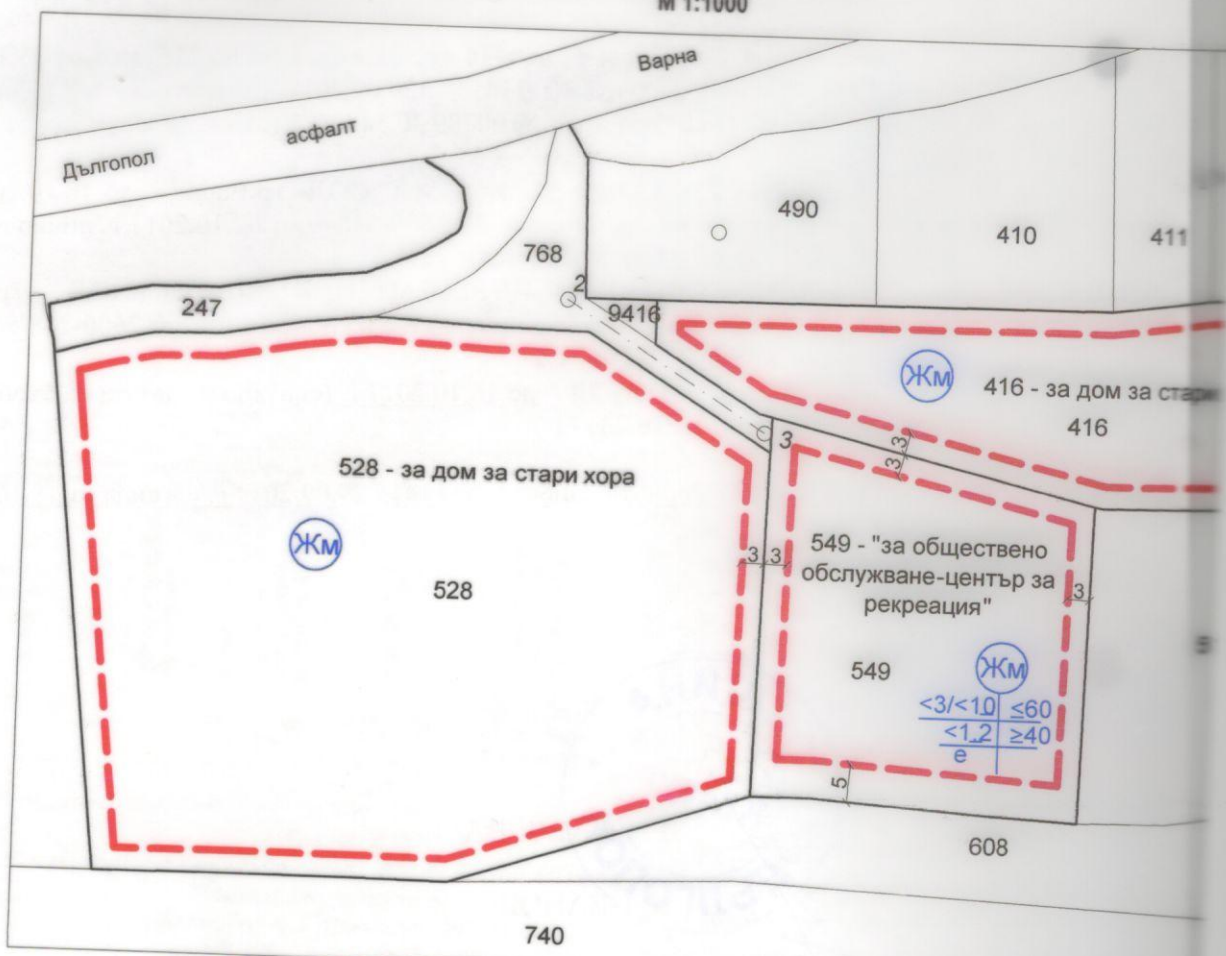 М 1:1000
Варна
асфалт
Дългопол
490
410
411
768
2
247
9416
Жм
416 - за дом за стари
416
3
3
3
528 - за дом за стари хора
Жм
528
3
3
549 - "за обществено
обслужване-център за
рекреация"
3
549
Жм
<3/<10 ≤60
<1.2 ≥40
е
5
608
740